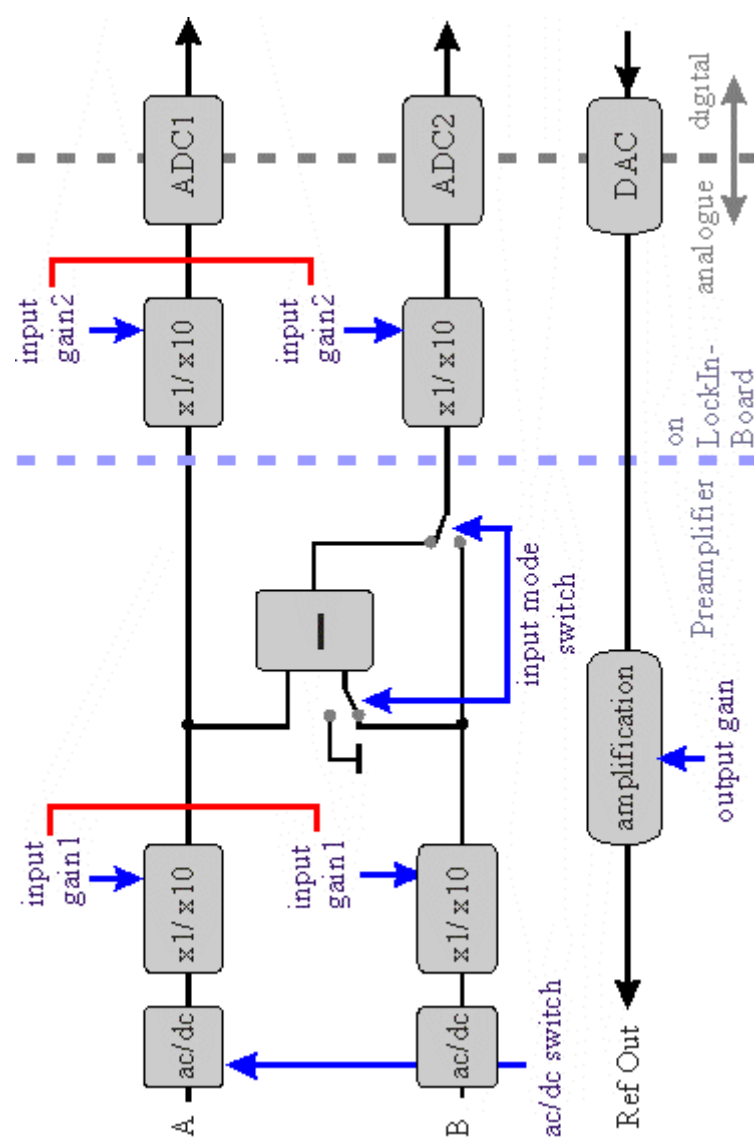 A
ac/dc
x1/x10
input
gain1
input
gain2
x1/x10
ADC1
B
ac/dc
x1/x10
input
gain1
input mode
switch
input
gain2
x1/x10
ADC2
ac/dc switch
Ref Out
amplification
output gain
DAC
Preamplifier
on
LockIn-
Board
analogue
digital